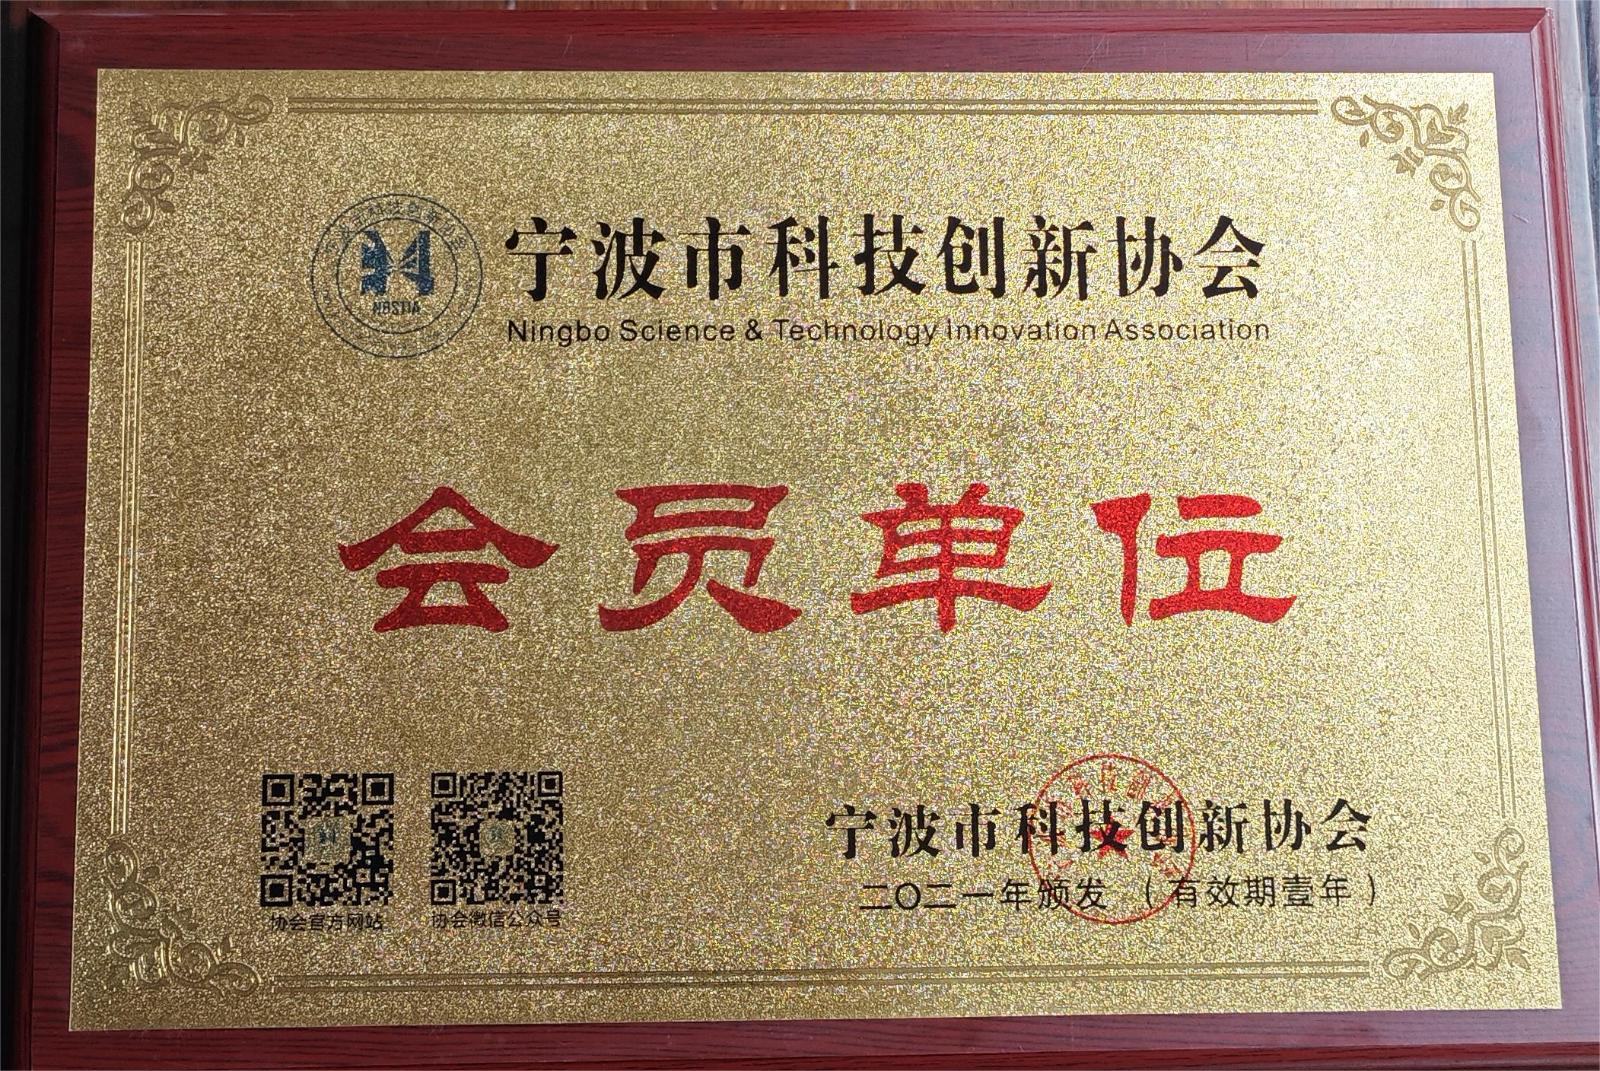 NBSTIA
宁波市科技创新协会
Ningbo Science & Technology Innovation Association
会员单位
协会官方网站
协会微信公众号
宁波市科技创新协会
二〇二一年颁发（有效期壹年）